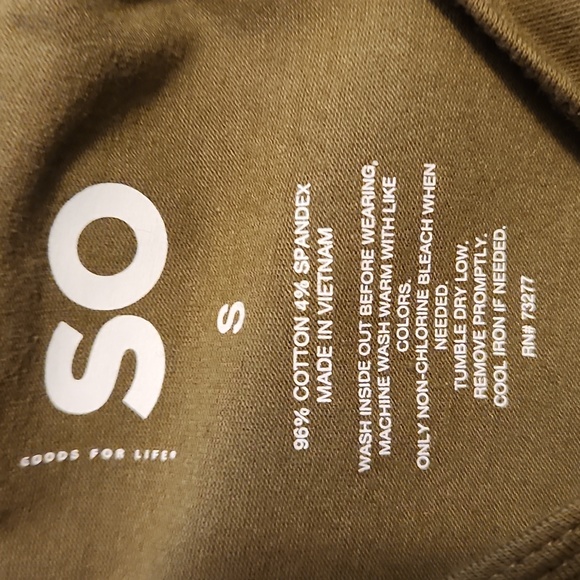 SO
GOODS FOR LIFE®
S
96% COTTON 4% SPANDEX
MADE IN VIETNAM
WASH INSIDE OUT BEFORE WEARING,
MACHINE WASH WARM WITH LIKE
COLORS.
ONLY NON-CHLORINE BLEACH WHEN
NEEDED.
TUMBLE DRY LOW.
REMOVE PROMPTLY.
COOL IRON IF NEEDED.
RN# 73277